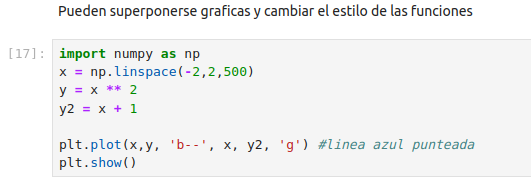 Pueden superponerse graficas y cambiar el estilo de las funciones
[17]: import numpy as np
x = np.linspace(-2,2,500)
y = x ** 2
y2 = x + 1
plt.plot(x,y, 'b--', x, y2, 'g') #linea azul punteada
plt.show()